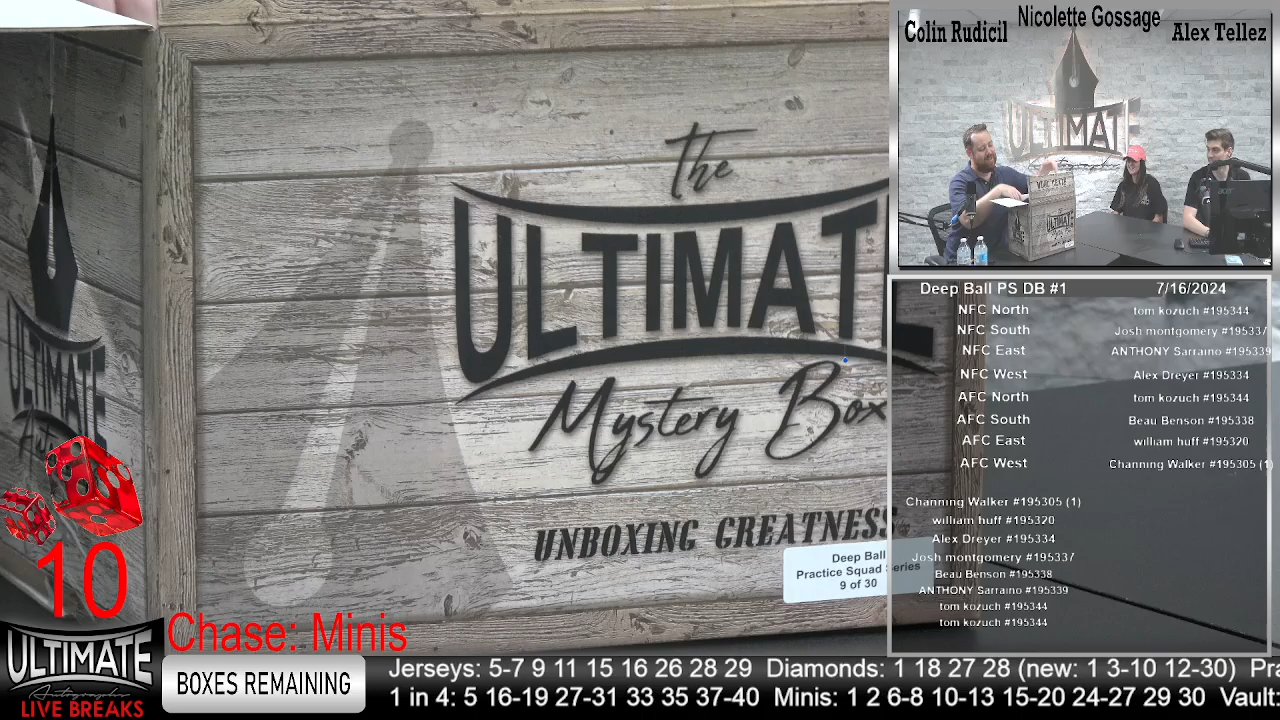 Colin Rudicil
Nicolette Gossage
Alex Tellez
ULTIMATE
The
ULTIMAT
Mystery Box
UNBOXING GREATNESS
Deep Ball
Practice Squad Series
9 of 30
ULTIMATE
Deep Ball PS DB #1 7/16/2024
NFC North tom kozuch #195344
NFC South Josh montgomery #195337
NFC East ANTHONY Sarraino #195339
NFC West Alex Dreyer #195334
AFC North tom kozuch #195344
AFC South Beau Benson #195338
AFC East william huff #195320
AFC West Channing Walker #195305 (1)
Channing Walker #195305 (1)
william huff #195320
Alex Dreyer #195334
Josh montgomery #195337
Beau Benson #195338
ANTHONY Sarraino #195339
tom kozuch #195344
tom kozuch #195344
10
Chase: Minis
ULTIMATE
Autographs
LIVE BREAKS
BOXES REMAINING
Jerseys: 5-7 9 11 15 16 26 28 29 Diamonds: 1 18 27 28 (new: 1 3-10 12-30) Pra
1 in 4: 5 16-19 27-31 33 35 37-40 Minis: 1 2 6-8 10-13 15-20 24-27 29 30 Vault: